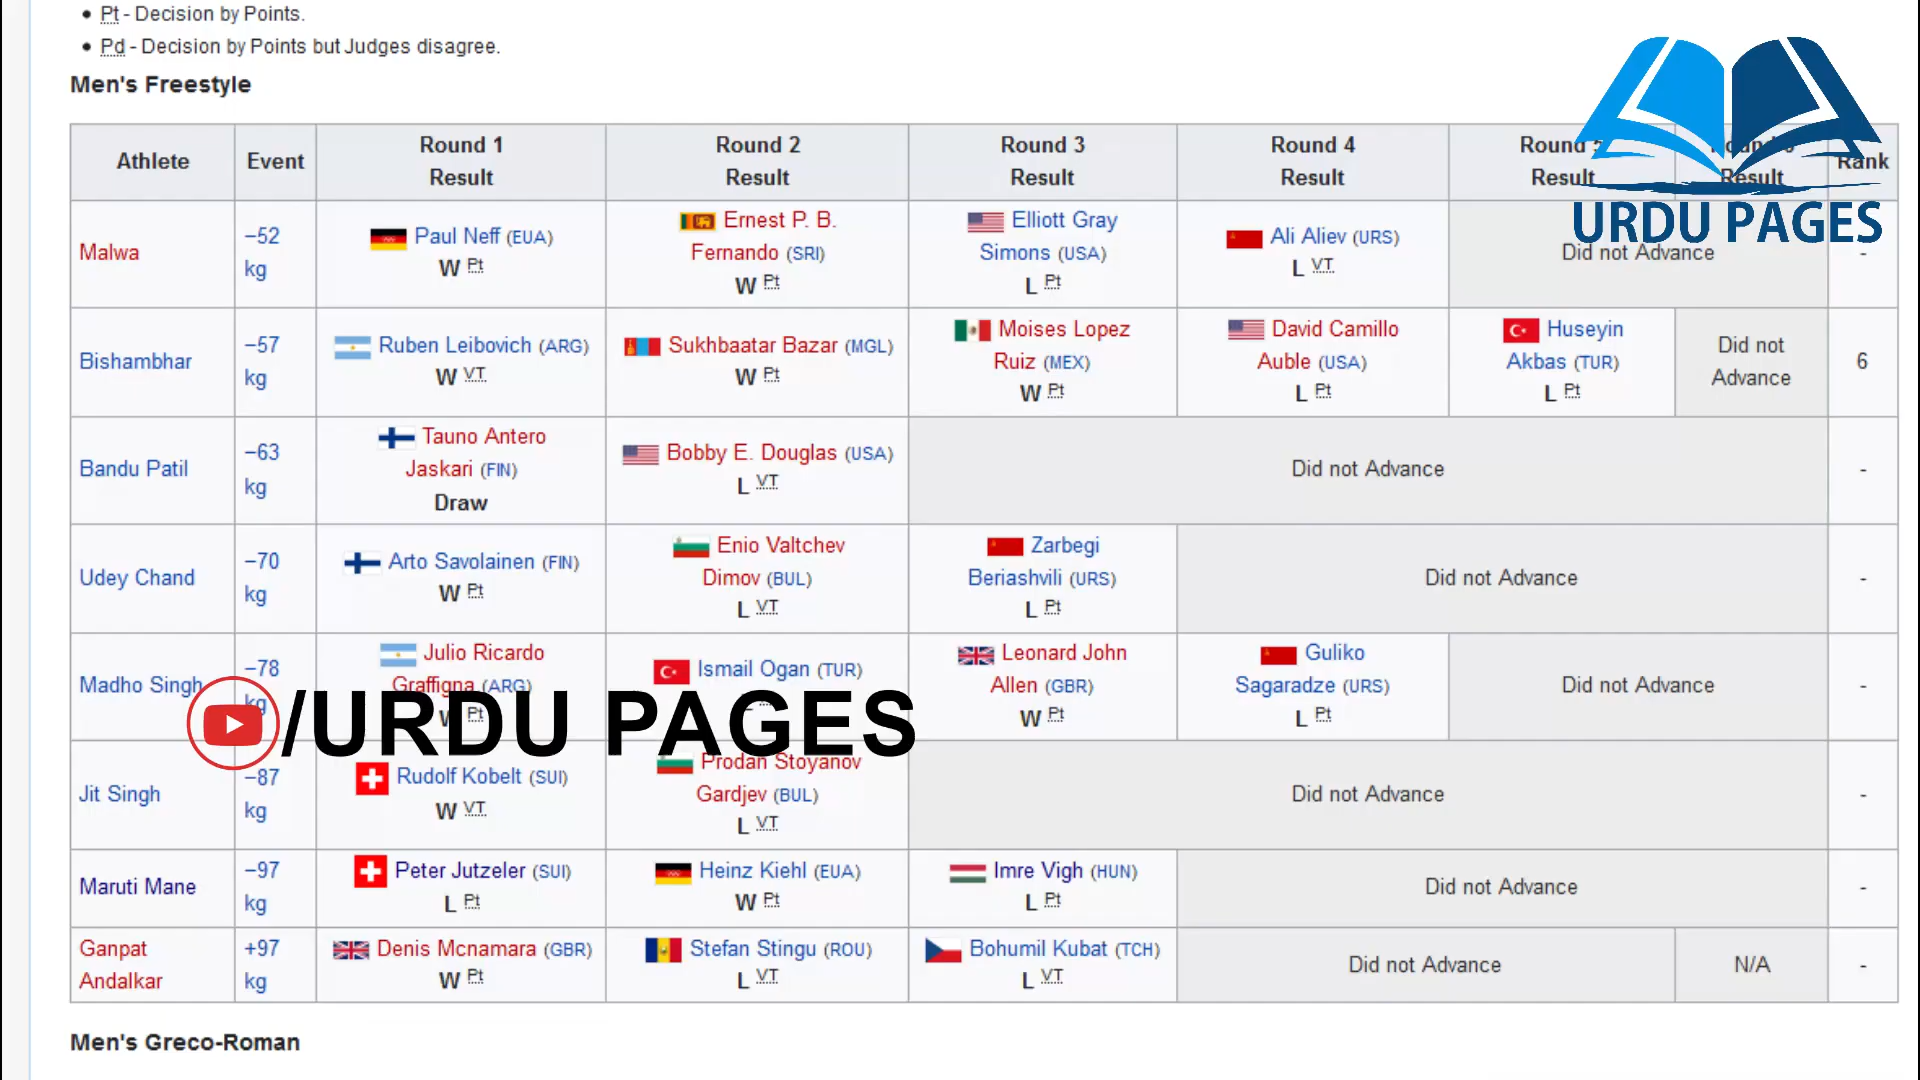 Pt - Decision by Points.
Pd - Decision by Points but Judges disagree.
Men's Freestyle
Athlete Event Round 1 Result Round 2 Result Round 3 Result Round 4 Result Round Result Result Rank
URDU PAGES
Malwa −52 kg Paul Neff (EUA) W Pt Ernest P. B. Fernando (SRI) W Pt Elliott Gray Simons (USA) L Pt Ali Aliev (URS) L VT Did not Advance -
Bishambhar −57 kg Ruben Leibovich (ARG) W VT Sukhbaatar Bazar (MGL) W Pt Moises Lopez Ruiz (MEX) W Pt David Camillo Auble (USA) L Pt Huseyin Akbas (TUR) L Pt Did not Advance 6
Bandu Patil −63 kg Tauno Antero Jaskari (FIN) Draw Bobby E. Douglas (USA) L VT Did not Advance -
Udey Chand −70 kg Arto Savolainen (FIN) W Pt Enio Valtchev Dimov (BUL) L VT Zarbegi Beriashvili (URS) L Pt Did not Advance -
Madho Singh −78 kg Julio Ricardo Graffigna (ARG) W Pt Ismail Ogan (TUR) Leonard John Allen (GBR) W Pt Guliko Sagaradze (URS) L Pt Did not Advance -
/URDU PAGES
Jit Singh −87 kg Rudolf Kobelt (SUI) W VT Prodan Stoyanov Gardjev (BUL) L VT Did not Advance -
Maruti Mane −97 kg Peter Jutzeler (SUI) L Pt Heinz Kiehl (EUA) W Pt Imre Vigh (HUN) L Pt Did not Advance -
Ganpat Andalkar +97 kg Denis Mcnamara (GBR) W Pt Stefan Stingu (ROU) L VT Bohumil Kubat (TCH) L VT Did not Advance N/A -
Men's Greco-Roman